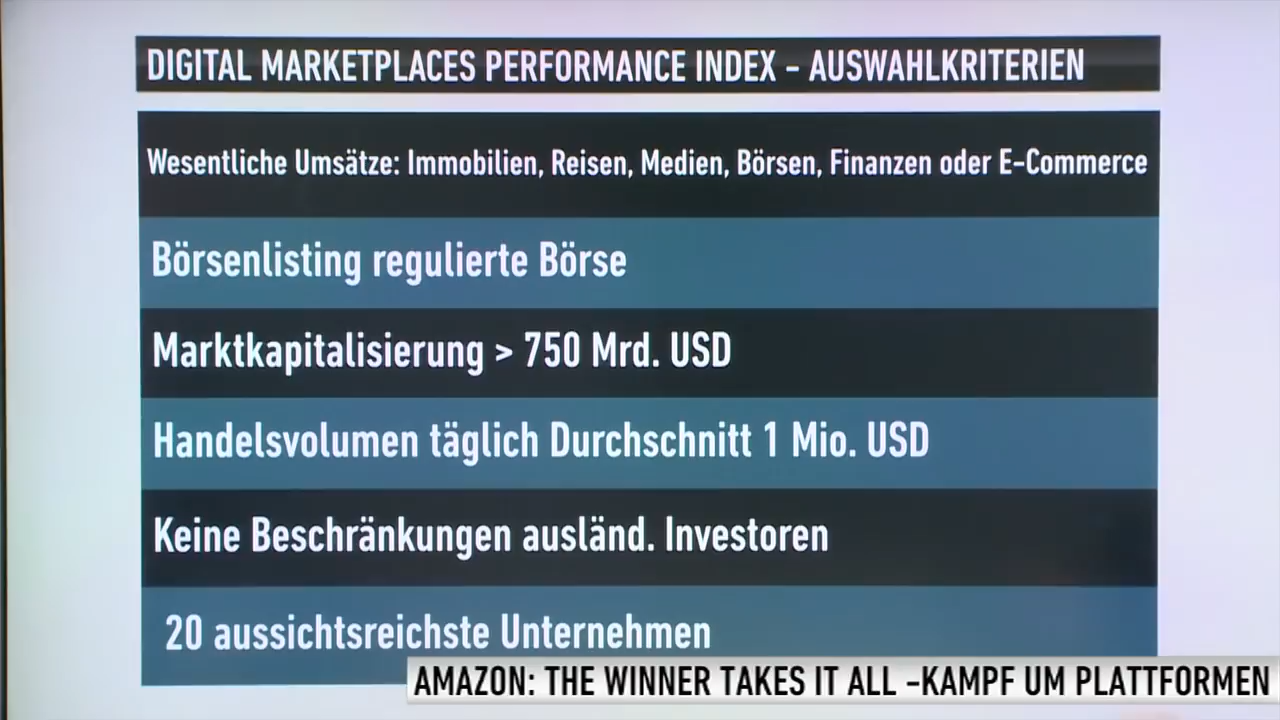 DIGITAL MARKETPLACES PERFORMANCE INDEX - AUSWAHLKRITERIEN
Wesentliche Umsätze: Immobilien, Reisen, Medien, Börsen, Finanzen oder E-Commerce
Börsenlisting regulierte Börse
Marktkapitalisierung > 750 Mrd. USD
Handelsvolumen täglich Durchschnitt 1 Mio. USD
Keine Beschränkungen ausländ. Investoren
20 aussichtsreichste Unternehmen
AMAZON: THE WINNER TAKES IT ALL -KAMPF UM PLATTFORMEN